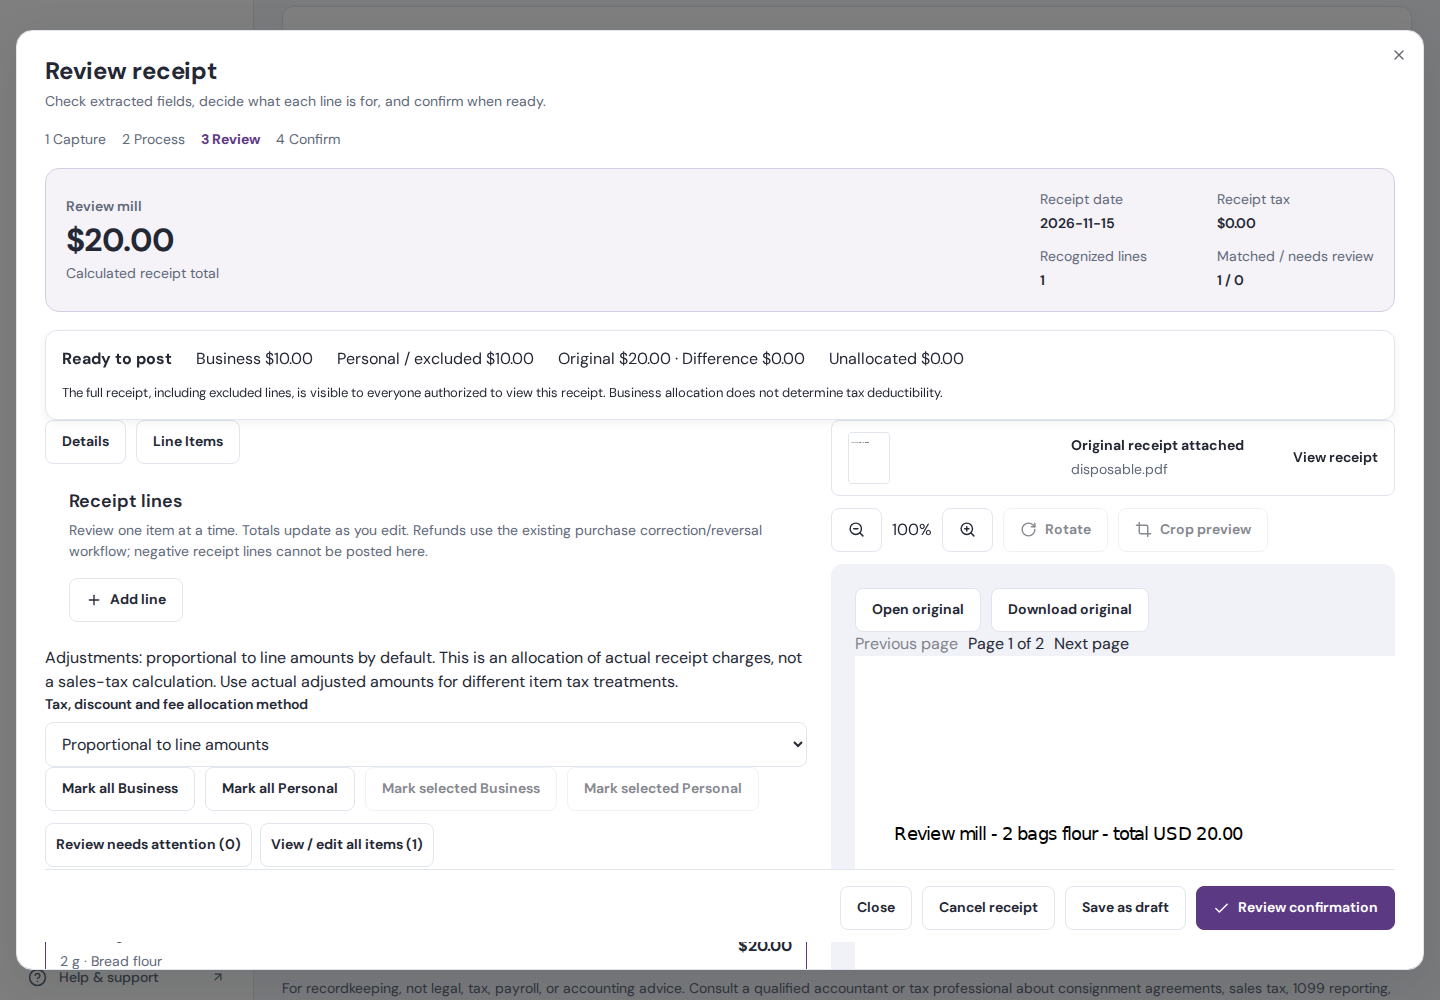 Review receipt
Check extracted fields, decide what each line is for, and confirm when ready.
1 Capture 2 Process 3 Review 4 Confirm
Review mill
$20.00
Calculated receipt total
Receipt date
2026-11-15
Receipt tax
$0.00
Recognized lines
1
Matched / needs review
1 / 0
Ready to post Business $10.00 Personal / excluded $10.00 Original $20.00 · Difference $0.00 Unallocated $0.00
The full receipt, including excluded lines, is visible to everyone authorized to view this receipt. Business allocation does not determine tax deductibility.
Details Line Items
Receipt lines
Review one item at a time. Totals update as you edit. Refunds use the existing purchase correction/reversal
workflow; negative receipt lines cannot be posted here.
Add line
Adjustments: proportional to line amounts by default. This is an allocation of actual receipt charges, not
a sales-tax calculation. Use actual adjusted amounts for different item tax treatments.
Tax, discount and fee allocation method
Proportional to line amounts
Mark all Business Mark all Personal Mark selected Business Mark selected Personal
Review needs attention (0) View / edit all items (1)
$20.00
2 g · Bread flour
Original receipt attached
disposable.pdf
View receipt
100% Rotate Crop preview
Open original Download original
Previous page Page 1 of 2 Next page
Review mill - 2 bags flour - total USD 20.00
Close Cancel receipt Save as draft Review confirmation
Help & support
For recordkeeping, not legal, tax, payroll, or accounting advice. Consult a qualified accountant or tax professional about consignment agreements, sales tax, 1099 reporting,